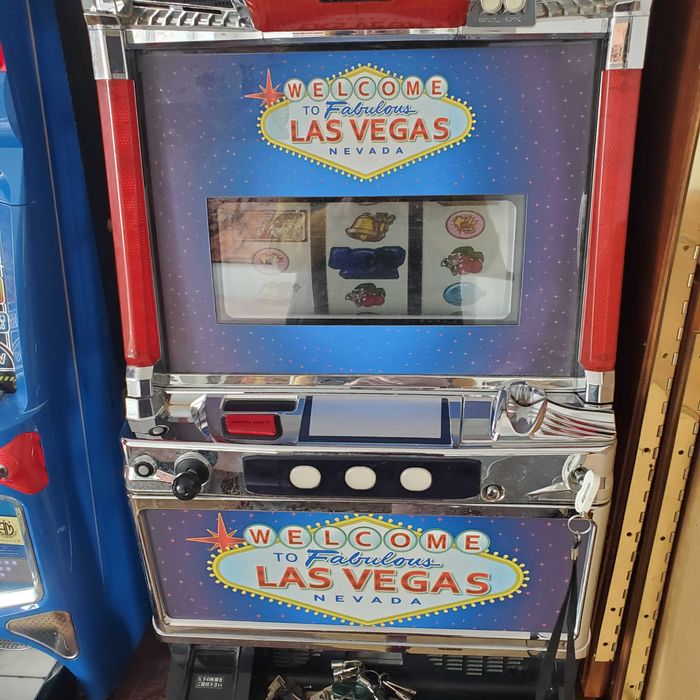 WELCOME
TO Fabulous
LAS VEGAS
NEVADA
WELCOME
TO Fabulous
LAS VEGAS
NEVADA